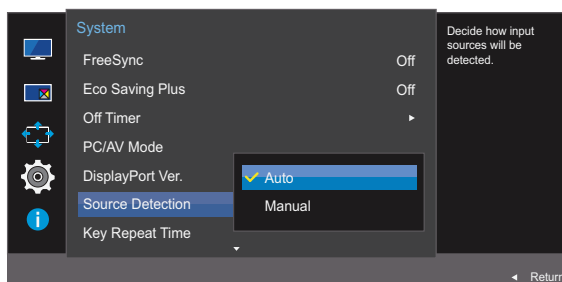 System
FreeSync Off
Eco Saving Plus Off
Off Timer
PC/AV Mode
DisplayPort Ver.
Source Detection
Key Repeat Time
Auto
Manual
Decide how input
sources will be
detected.
Return